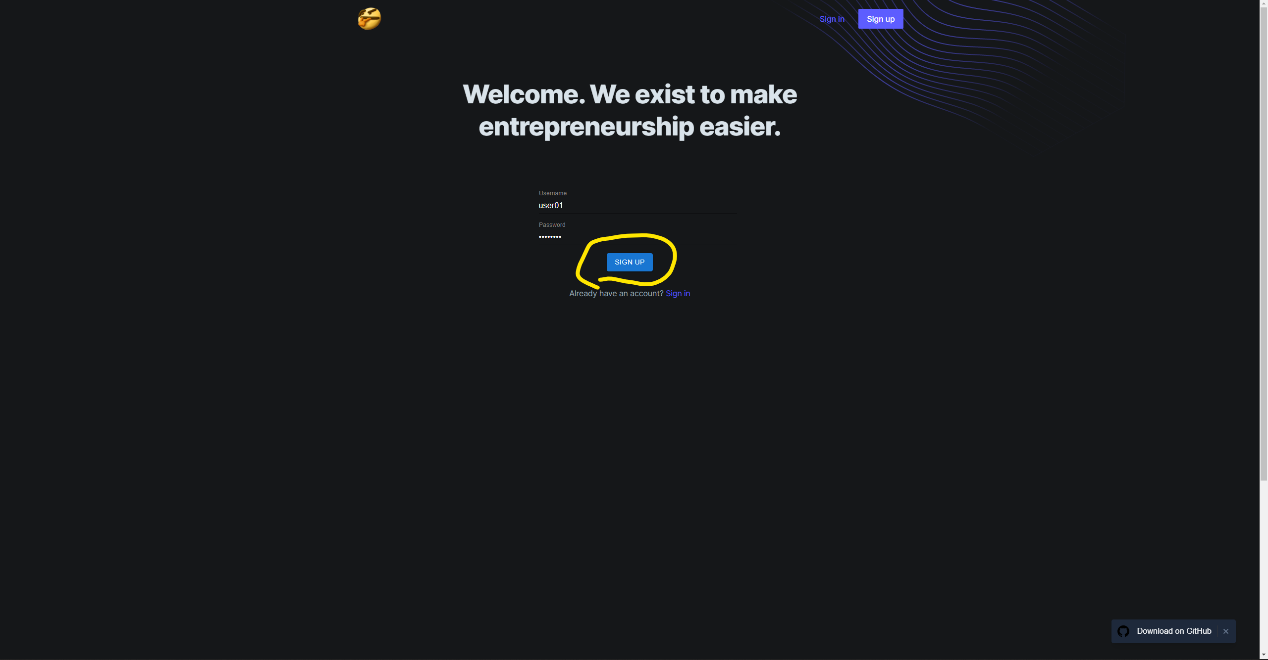 Sign in
Sign up
Welcome. We exist to make
entrepreneurship easier.
Username
user01
Password
••••••••
SIGN UP
Already have an account? Sign In
Download on GitHub